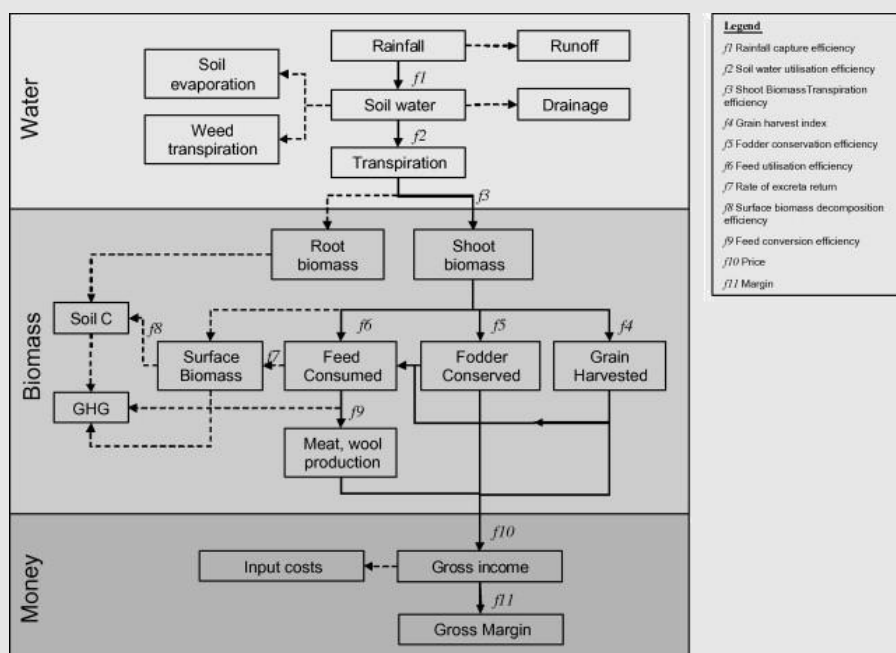 Water
Rainfall
Runoff
f1
Soil
evaporation
Soil water
Drainage
Weed
transpiration
f2
Transpiration
f3
Biomass
Root
biomass
Shoot
biomass
Soil C
f8
f6
f5
f4
Surface
Biomass
f7
Feed
Consumed
Fodder
Conserved
Grain
Harvested
GHG
f9
Meat, wool
production
Money
f10
Input costs
Gross income
f11
Gross Margin
Legend
f1 Rainfall capture efficiency
f2 Soil water utilisation efficiency
f3 Shoot BiomassTranspiration
efficiency
f4 Grain harvest index
f5 Fodder conservation efficiency
f6 Feed utilisation efficiency
f7 Rate of excreta return
f8 Surface biomass decomposition
efficiency
f9 Feed conversion efficiency
f10 Price
f11 Margin